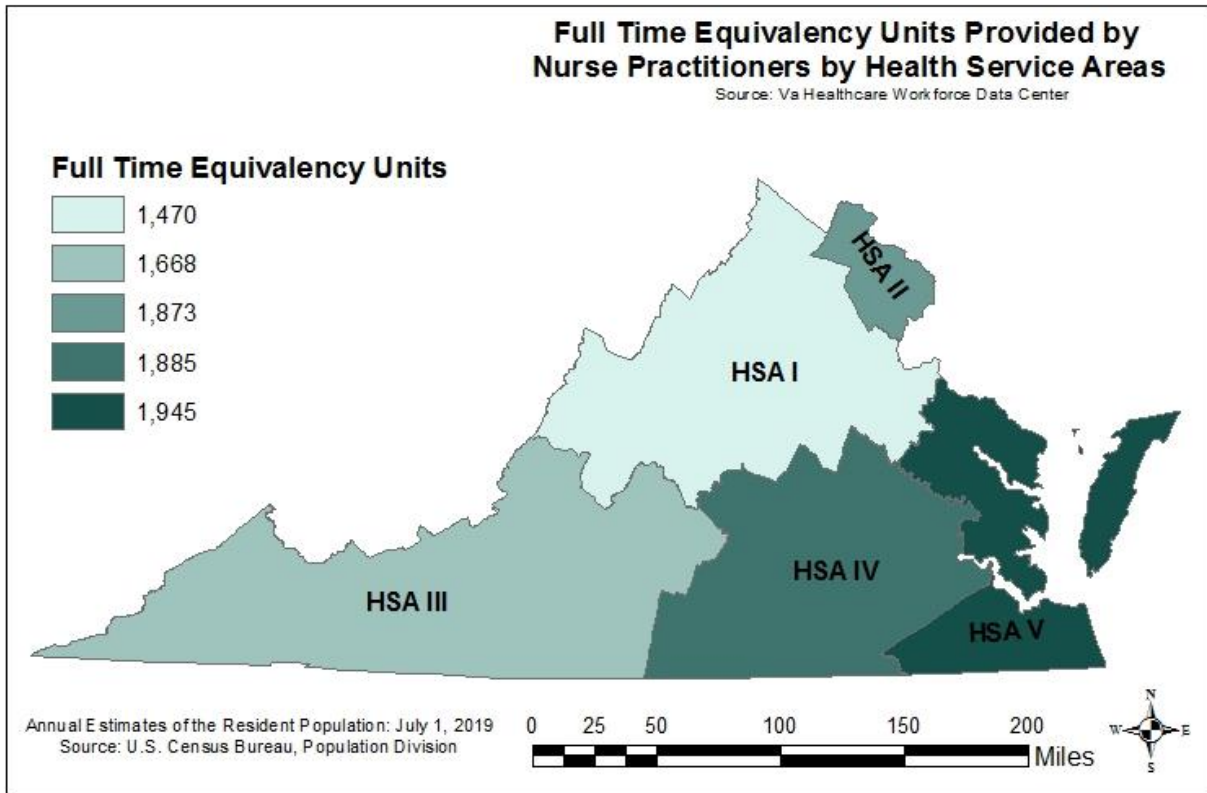 Full Time Equivalency Units Provided by
Nurse Practitioners by Health Service Areas
Source: Va Healthcare Workforce Data Center
Full Time Equivalency Units
1,470
1,668
1,873
1,885
1,945
HSA II
HSA I
HSA IV
HSA III
HSA V
Annual Estimates of the Resident Population: July 1, 2019
Source: U.S. Census Bureau, Population Division
0 25 50 100 150 200
Miles
N
W E
S